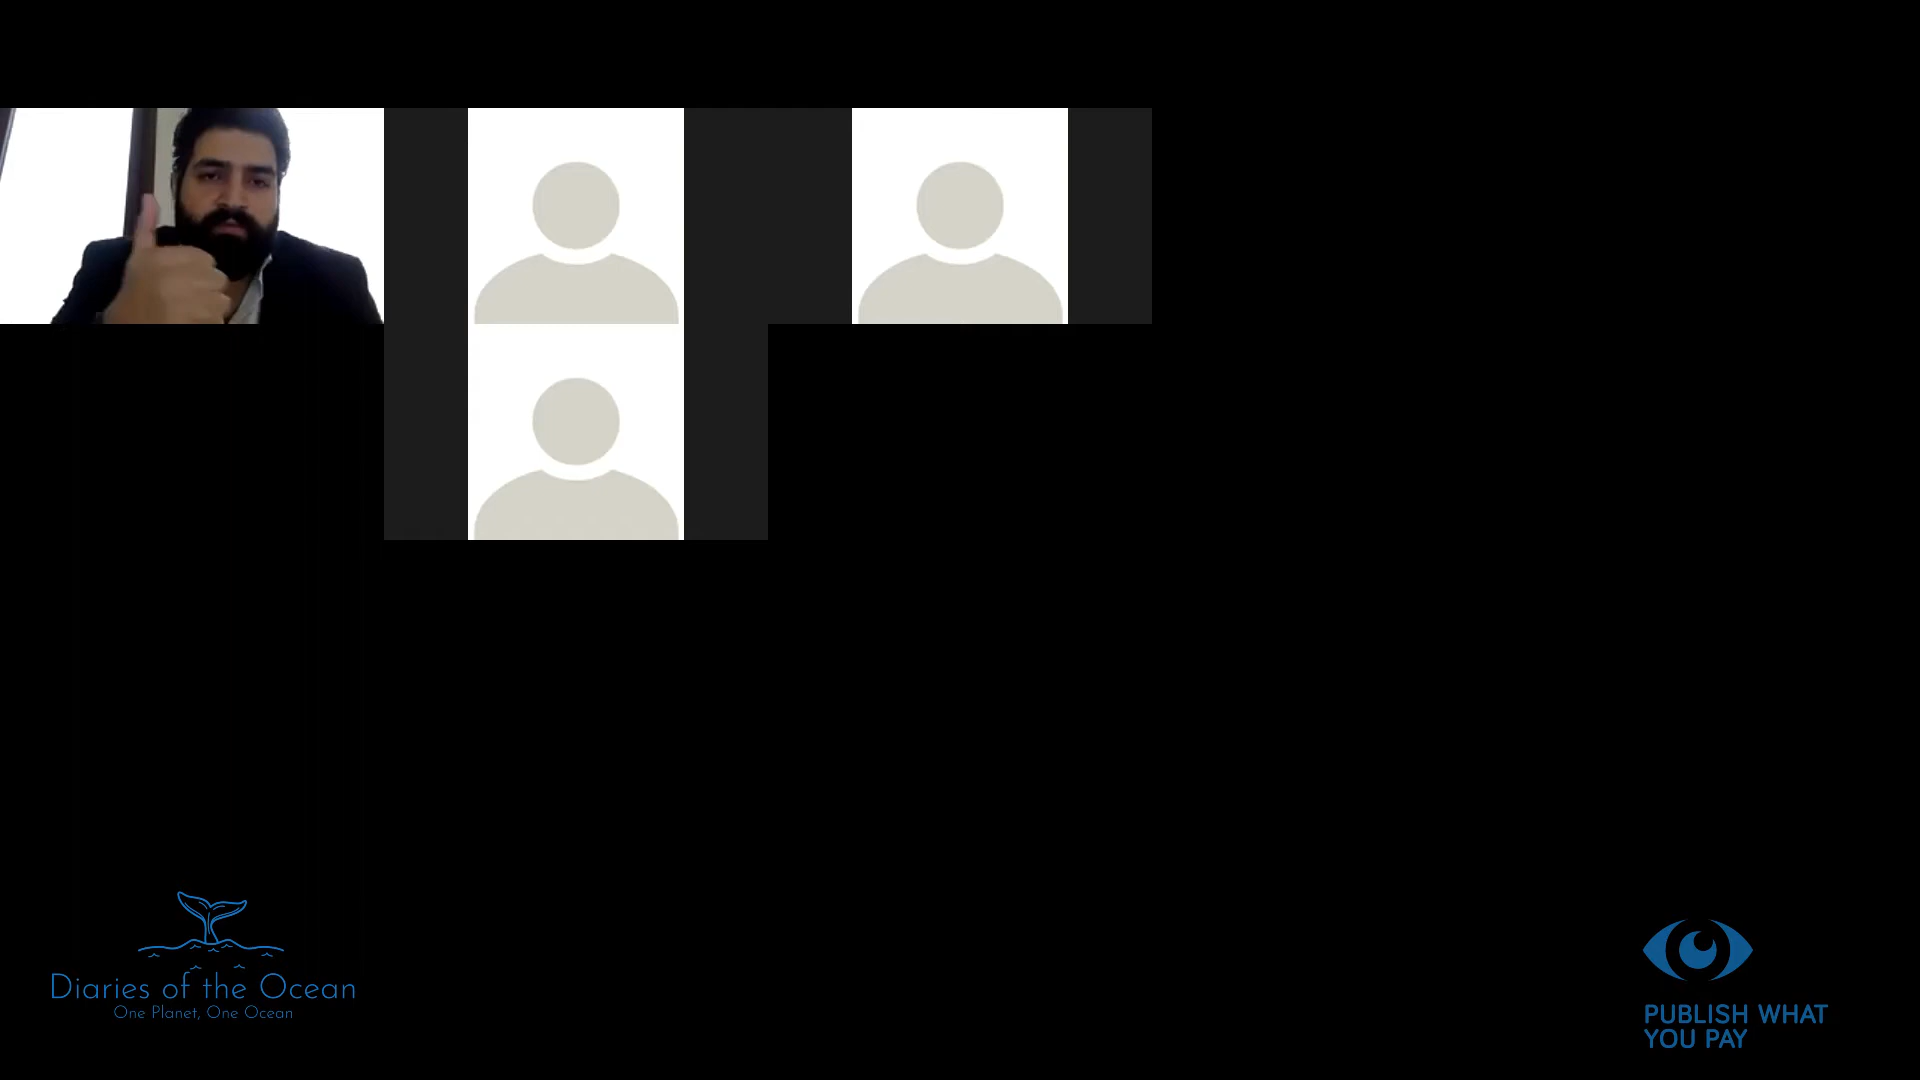 Diaries of the Ocean
One Planet, One Ocean
PUBLISH WHAT
YOU PAY